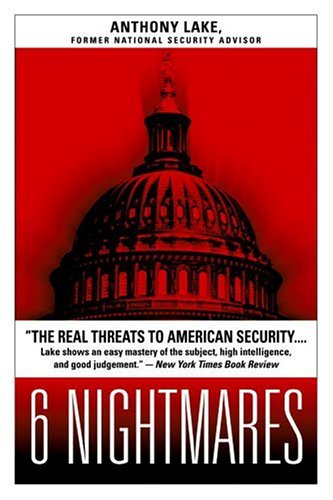 ANTHONY LAKE,
FORMER NATIONAL SECURITY ADVISOR
"THE REAL THREATS TO AMERICAN SECURITY....
Lake shows an easy mastery of the subject, high intelligence,
and good judgement." — New York Times Book Review
6 NIGHTMARES